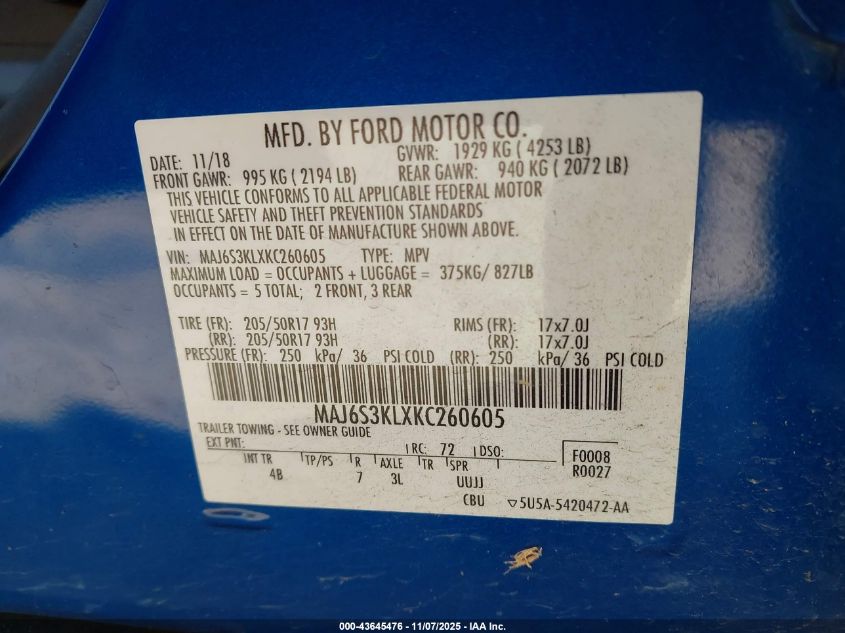 MFD. BY FORD MOTOR CO.
DATE: 11/18 GVWR: 1929 KG ( 4253 LB)
FRONT GAWR: 995 KG ( 2194 LB) REAR GAWR: 940 KG ( 2072 LB)
THIS VEHICLE CONFORMS TO ALL APPLICABLE FEDERAL MOTOR
VEHICLE SAFETY AND THEFT PREVENTION STANDARDS
IN EFFECT ON THE DATE OF MANUFACTURE SHOWN ABOVE.
VIN: MAJ6S3KLXKC260605 TYPE: MPV
MAXIMUM LOAD = OCCUPANTS + LUGGAGE = 375KG/ 827LB
OCCUPANTS = 5 TOTAL; 2 FRONT, 3 REAR
TIRE (FR): 205/50R17 93H RIMS (FR): 17x7.0J
(RR): 205/50R17 93H (RR): 17x7.0J
PRESSURE (FR): 250 kPa/ 36 PSI COLD (RR): 250 kPa/ 36 PSI COLD
MAJ6S3KLXKC260605
TRAILER TOWING - SEE OWNER GUIDE
EXT PNT: RC: 72 DSO: F0008
INT TR TP/PS R AXLE TR SPR R0027
4B 7 3L UUJJ
CBU 5U5A-5420472-AA
000-43645476 - 11/07/2025 - IAA Inc.